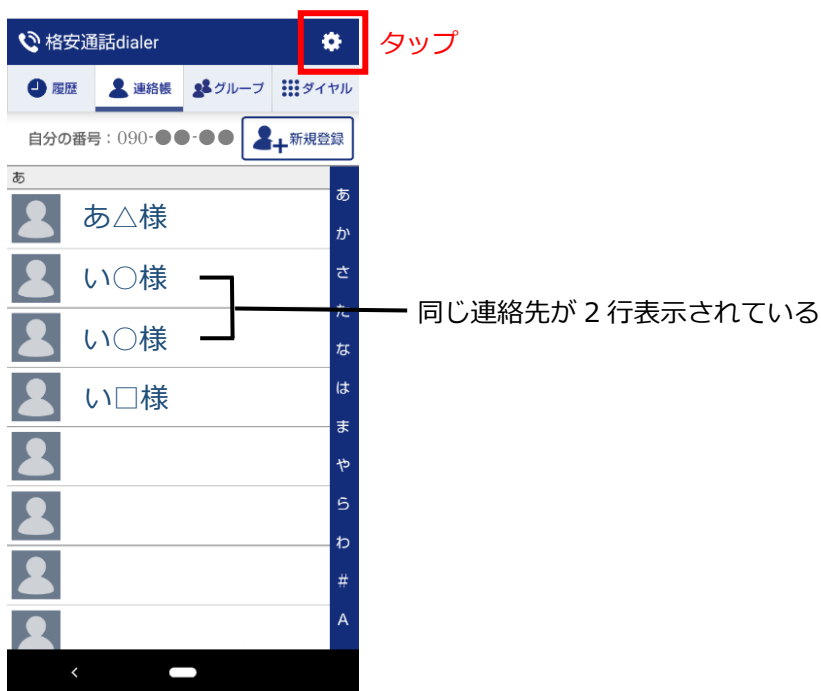 格安通話dialer
タップ
履歴 連絡帳 グループ ダイヤル
自分の番号：090-●●-●● 新規登録
あ
あ△様
い○様
い○様
い□様
同じ連絡先が２行表示されている
あ
か
さ
た
な
は
ま
や
ら
わ
#
A